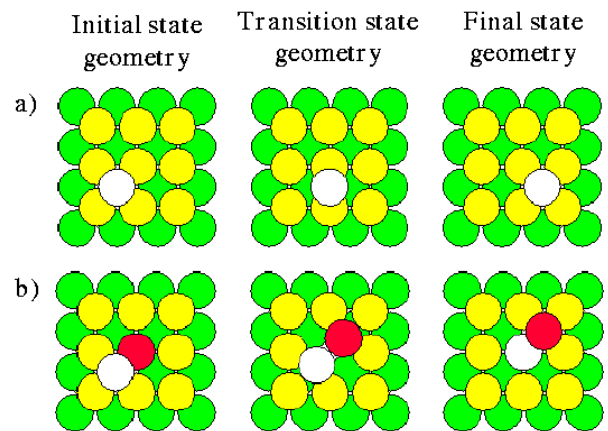 Initial state
geometry
Transition state
geometry
Final state
geometry
a)
b)